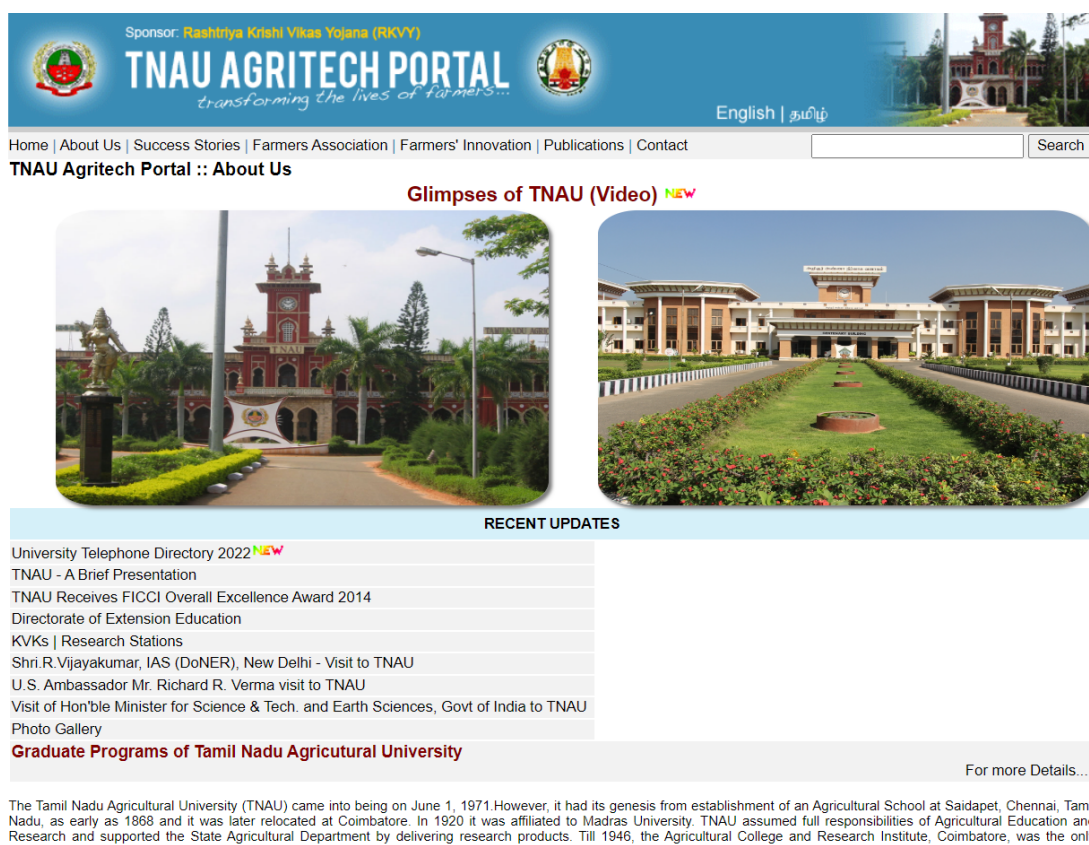 Sponsor: Rashtriya Krishi Vikas Yojana (RKVY)
TNAU AGRITECH PORTAL
transforming the lives of farmers...
English | தமிழ்
Home | About Us | Success Stories | Farmers Association | Farmers' Innovation | Publications | Contact
Search
TNAU Agritech Portal :: About Us
Glimpses of TNAU (Video) NEW
TNAU
RECENT UPDATES
University Telephone Directory 2022 NEW
TNAU - A Brief Presentation
TNAU Receives FICCI Overall Excellence Award 2014
Directorate of Extension Education
KVKs | Research Stations
Shri.R.Vijayakumar, IAS (DoNER), New Delhi - Visit to TNAU
U.S. Ambassador Mr. Richard R. Verma visit to TNAU
Visit of Hon'ble Minister for Science & Tech. and Earth Sciences, Govt of India to TNAU
Photo Gallery
Graduate Programs of Tamil Nadu Agricutural University
For more Details...
The Tamil Nadu Agricultural University (TNAU) came into being on June 1, 1971.However, it had its genesis from establishment of an Agricultural School at Saidapet, Chennai, Tam
Nadu, as early as 1868 and it was later relocated at Coimbatore. In 1920 it was affiliated to Madras University. TNAU assumed full responsibilities of Agricultural Education an
Research and supported the State Agricultural Department by delivering research products. Till 1946, the Agricultural College and Research Institute, Coimbatore, was the onl